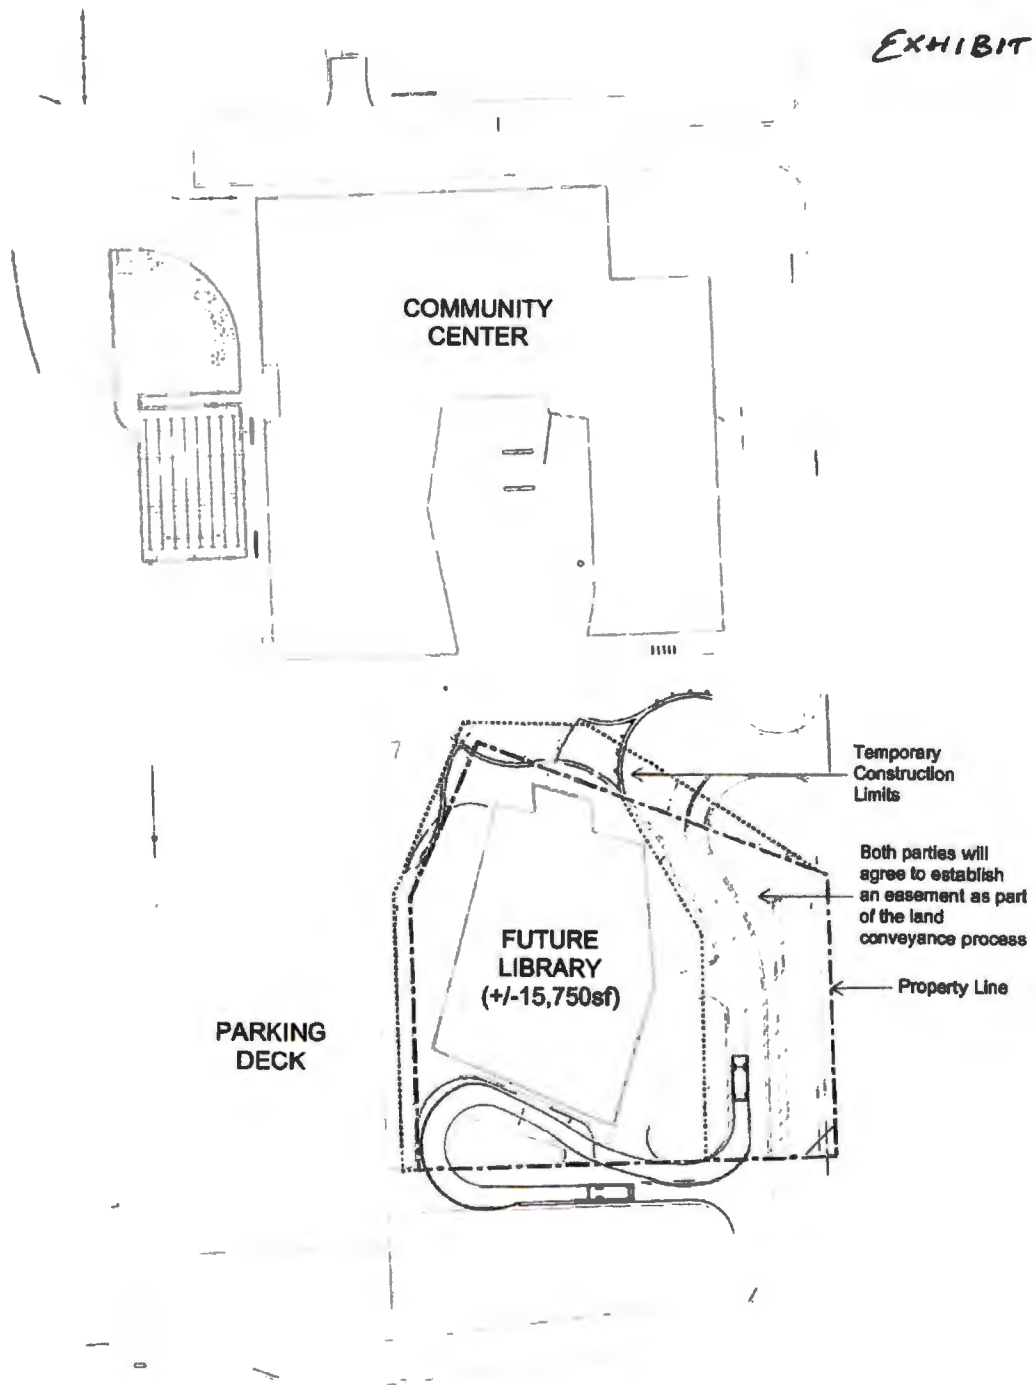 EXHIBIT
COMMUNITY
CENTER
Temporary
Construction
Limits
Both parties will
agree to establish
an easement as part
of the land
conveyance process
FUTURE
LIBRARY
(+/-15,750sf)
Property Line
PARKING
DECK